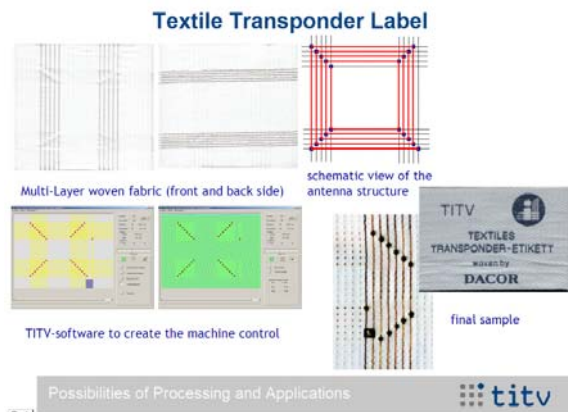 Textile Transponder Label
Multi-Layer woven fabric (front and back side)
schematic view of the
antenna structure
TITV
TEXTILES
TRANSPONDER-ETIKETT
woven by
DACOR
TITV-software to create the machine control
final sample
Possibilities of Processing and Applications
titv